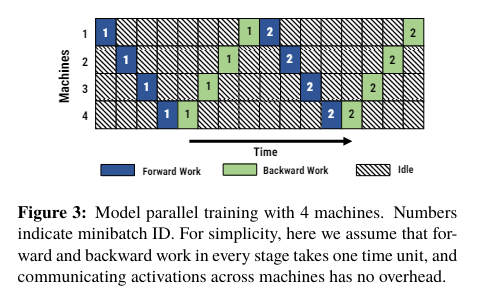 Machines
1 1 1 2 2
2 1 1 2 2
3 1 1 2 2
4 1 1 2 2
Time
Forward Work Backward Work Idle
Figure 3: Model parallel training with 4 machines. Numbers
indicate minibatch ID. For simplicity, here we assume that for-
ward and backward work in every stage takes one time unit, and
communicating activations across machines has no overhead.